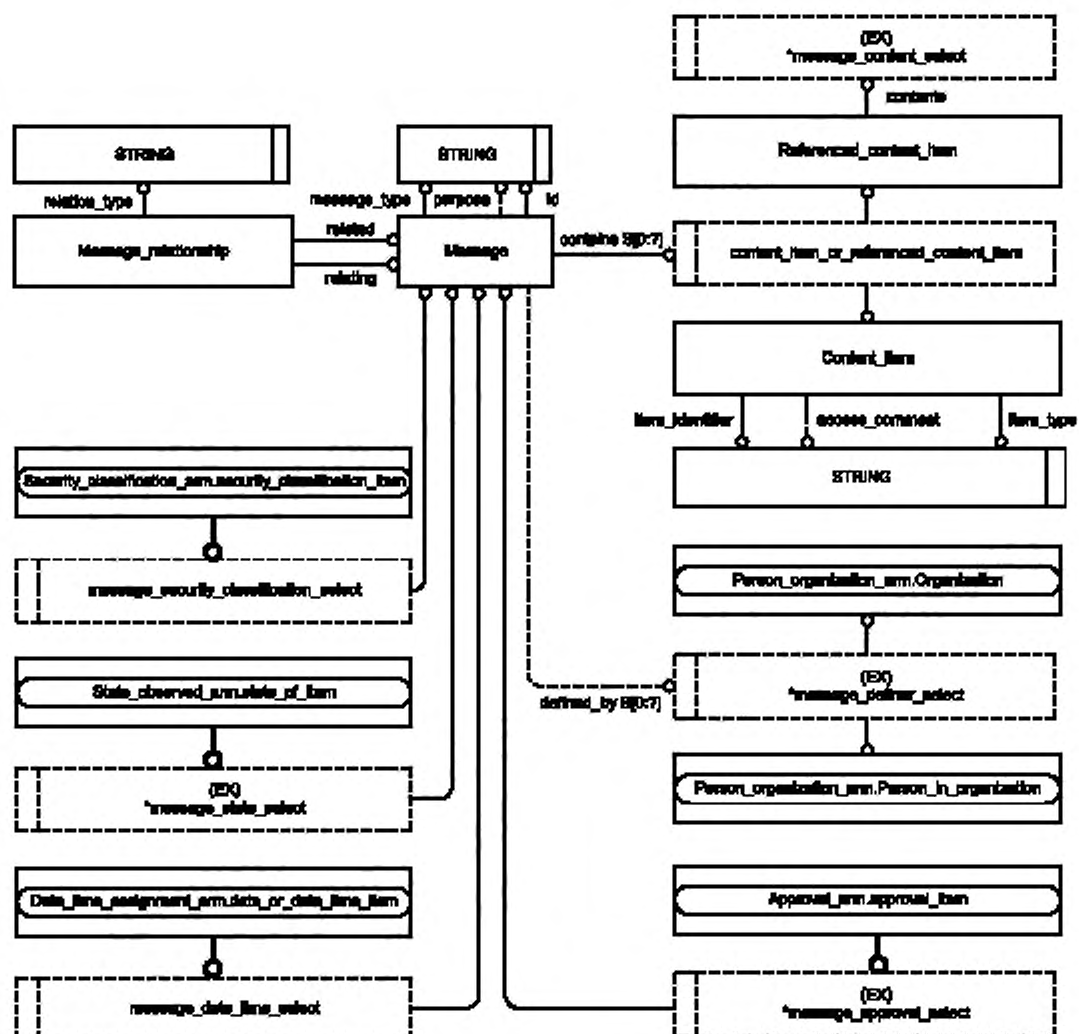 (EX)
*message_content_select
contents
STRING
STRING
Referenced_content_item
relation_type
message_type
purpose
id
related
Message_relationship
Message
contains S[0:?]
content_item_or_referenced_content_item
relating
Content_item
item_identifier
access_comment
item_type
Security_classification_arm.security_classification_item
STRING
message_security_classification_select
Person_organization_arm.Organization
State_observed_arm.state_of_item
(EX)
*message_definer_select
defined_by S[0:?]
(EX)
*message_state_select
Person_organization_arm.Person_in_organization
Date_time_assignment_arm.date_or_date_time_item
Approval_arm.approval_item
message_date_time_select
(EX)
*message_approval_select